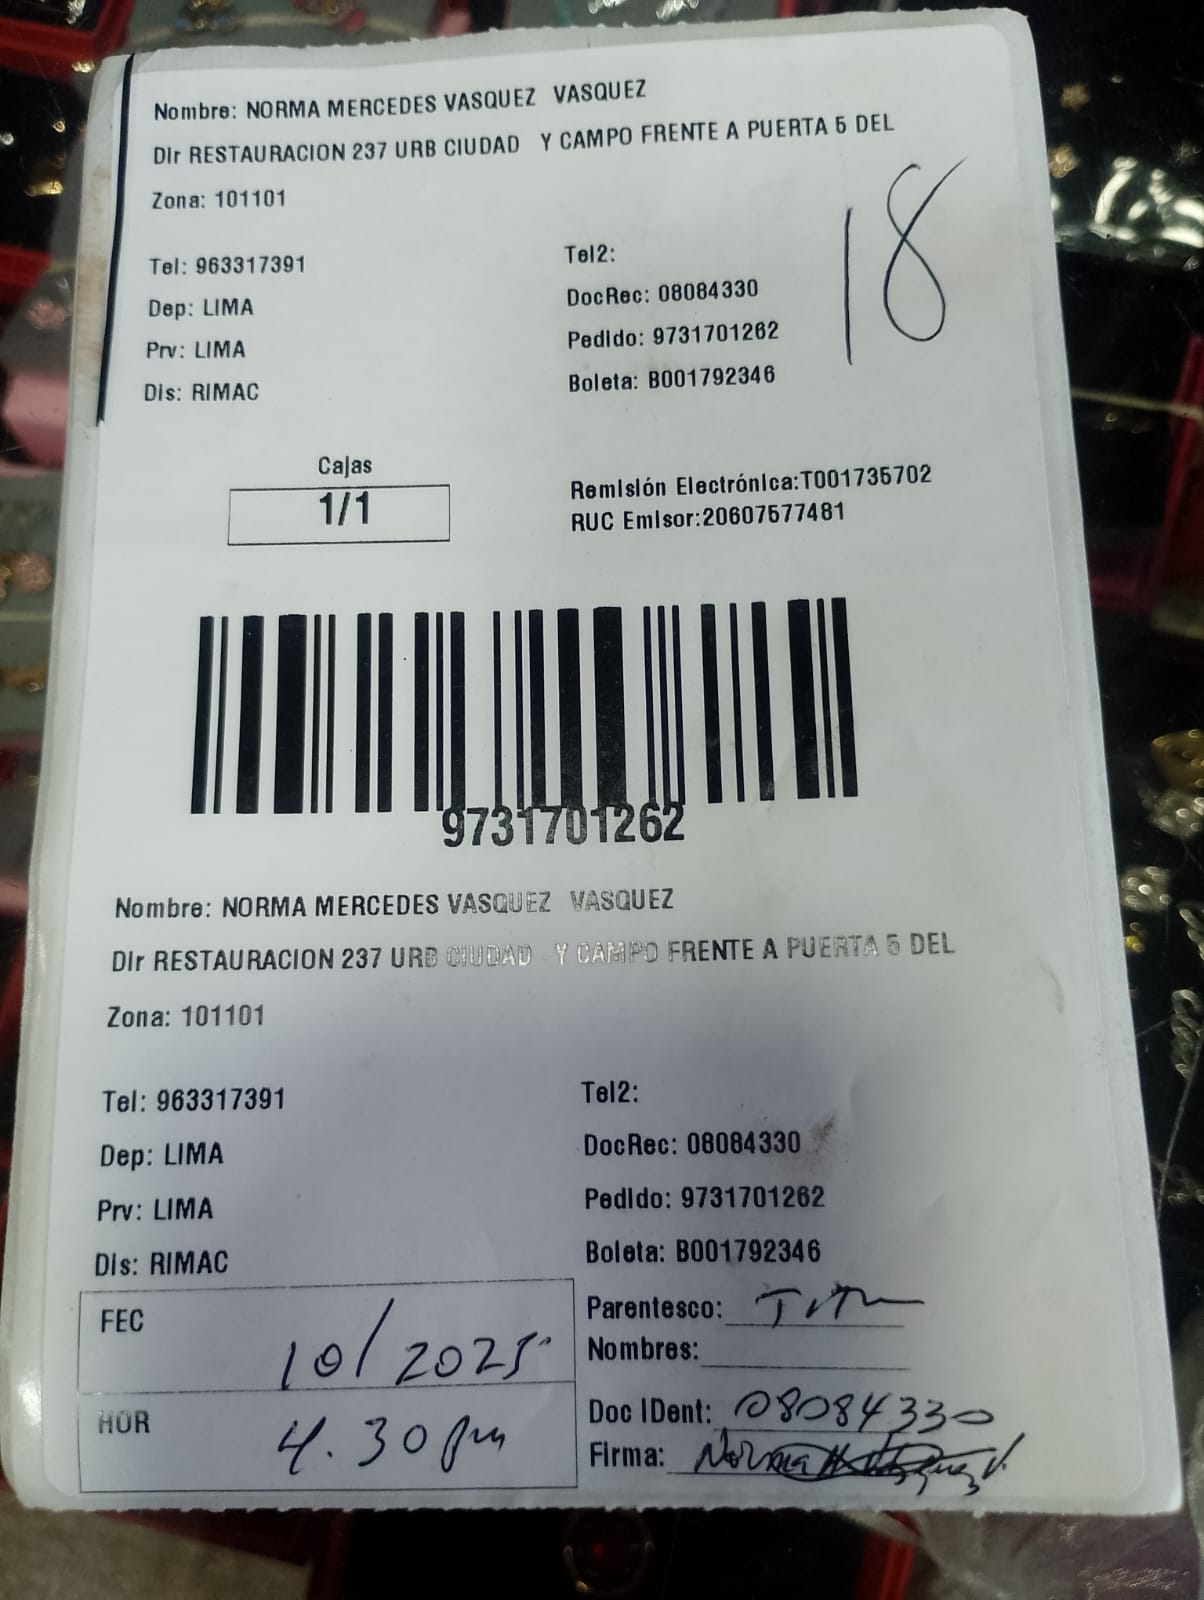 Nombre: NORMA MERCEDES VASQUEZ VASQUEZ
Dir RESTAURACION 237 URB CIUDAD Y CAMPO FRENTE A PUERTA 5 DEL
Zona: 101101
18
Tel: 963317391 Tel2:
Dep: LIMA DocRec: 08084330
Prv: LIMA Pedido: 9731701262
Dis: RIMAC Boleta: B001792346
Cajas
1/1
Remisión Electrónica:T001735702
RUC Emisor:20607577481
9731701262
Nombre: NORMA MERCEDES VASQUEZ VASQUEZ
Dir RESTAURACION 237 URB CIUDAD Y CAMPO FRENTE A PUERTA 5 DEL
Zona: 101101
Tel: 963317391 Tel2:
Dep: LIMA DocRec: 08084330
Prv: LIMA Pedido: 9731701262
Dis: RIMAC Boleta: B001792346
FEC 10/2025
Parentesco:
Nombres:
HOR 4.30 pm
Doc IDent: 08084330
Firma: Norma